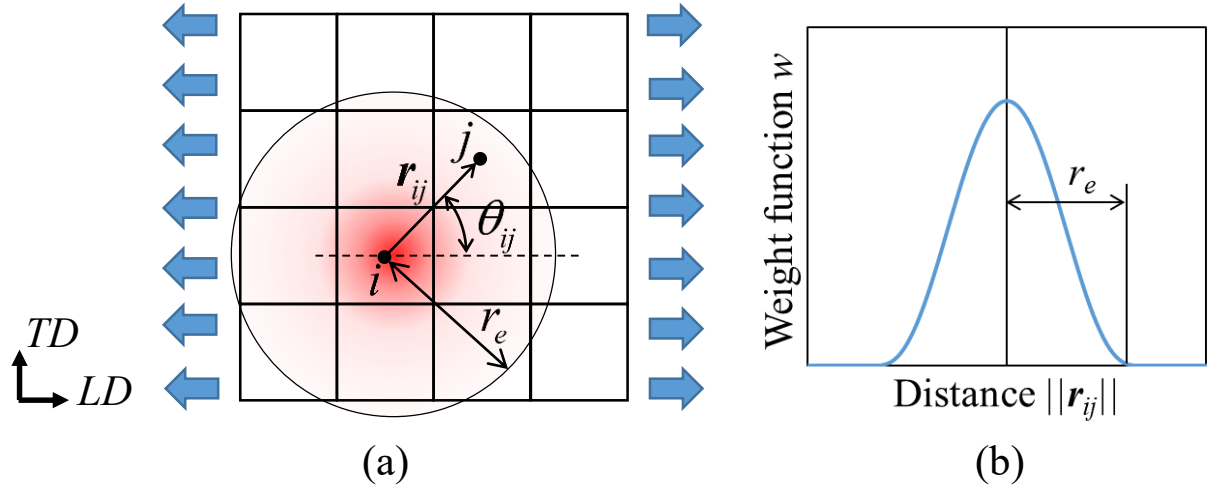 j
r_ij
θ_ij
i
r_e
TD
LD
(a)
Weight function w
r_e
Distance ||r_ij||
(b)